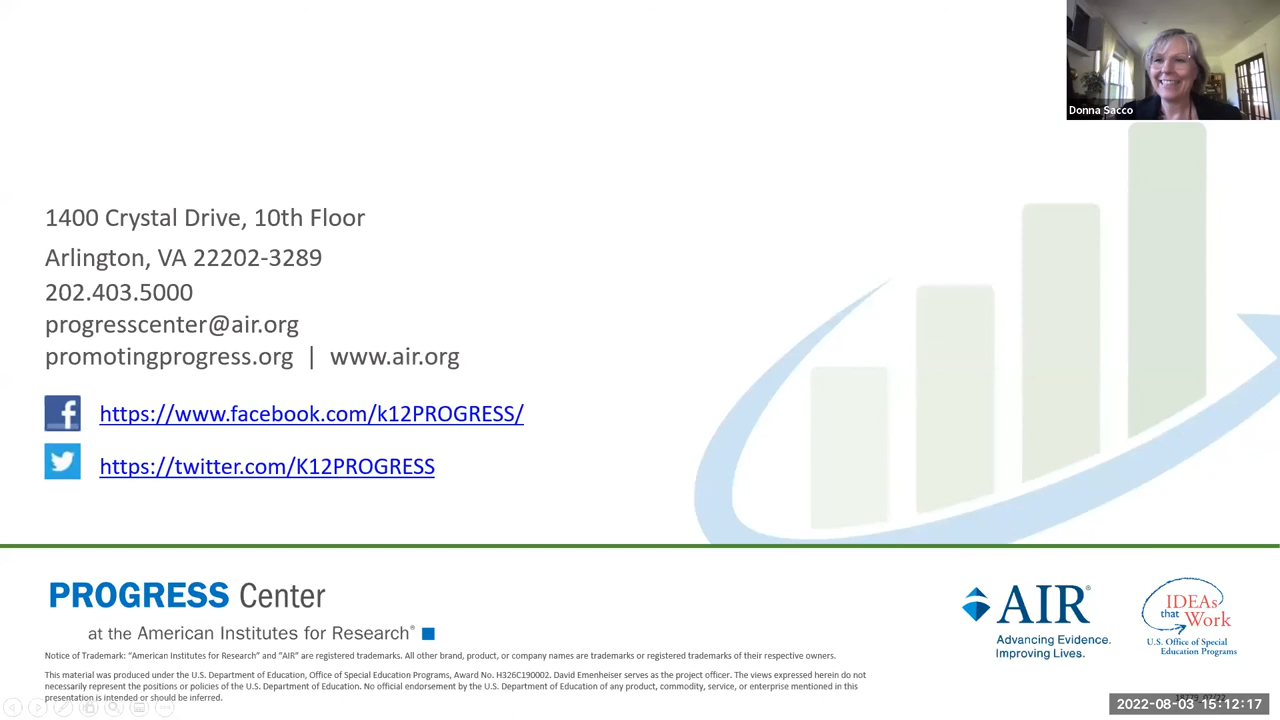 Donna Sacco
1400 Crystal Drive, 10th Floor
Arlington, VA 22202-3289
202.403.5000
progresscenter@air.org
promotingprogress.org | www.air.org
https://www.facebook.com/k12PROGRESS/
https://twitter.com/K12PROGRESS
PROGRESS Center
at the American Institutes for Research®
AIR®
Advancing Evidence.
Improving Lives.
IDEAs
that Work
U.S. Office of Special
Education Programs
Notice of Trademark: “American Institutes for Research” and “AIR” are registered trademarks. All other brand, product, or company names are trademarks or registered trademarks of their respective owners.
This material was produced under the U.S. Department of Education, Office of Special Education Programs, Award No. H326C190002. David Emenheiser serves as the project officer. The views expressed herein do not
necessarily represent the positions or policies of the U.S. Department of Education. No official endorsement by the U.S. Department of Education of any product, commodity, service, or enterprise mentioned in this
presentation is intended or should be inferred.
2022-08-03 15:12:17